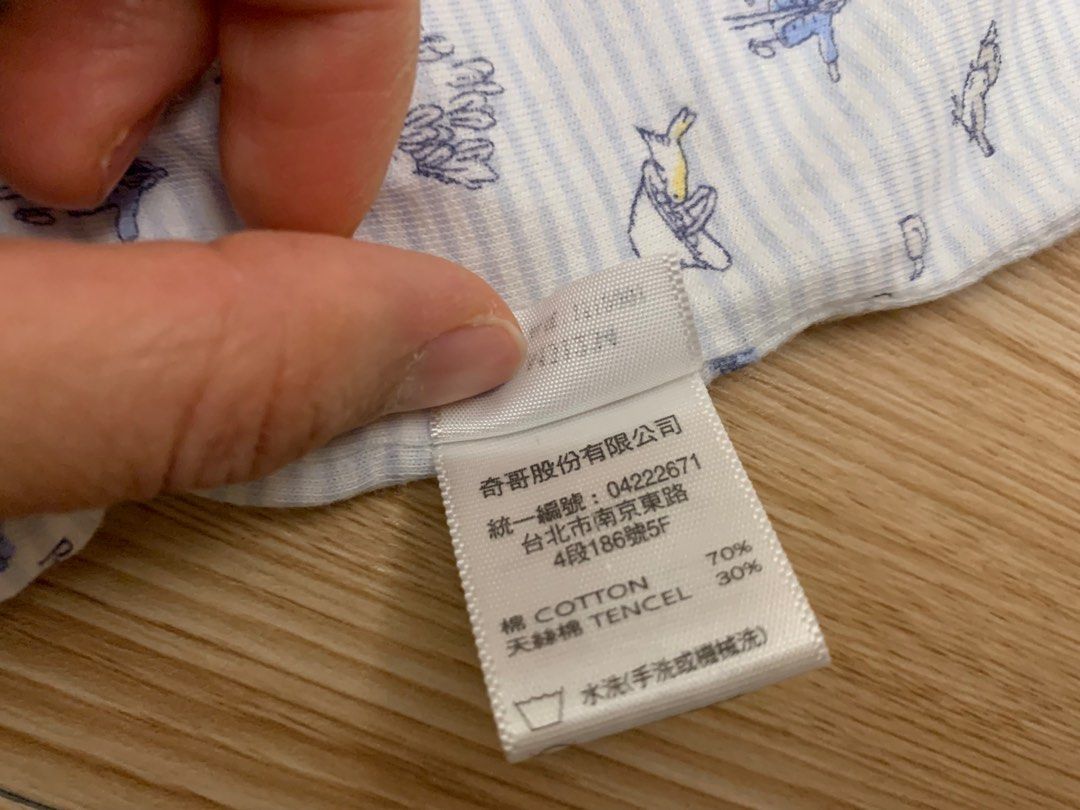 奇哥股份有限公司
統一編號：04222671
台北市南京東路
4段186號5F
棉 COTTON 70%
天絲棉 TENCEL 30%
水洗(手洗或機械洗)